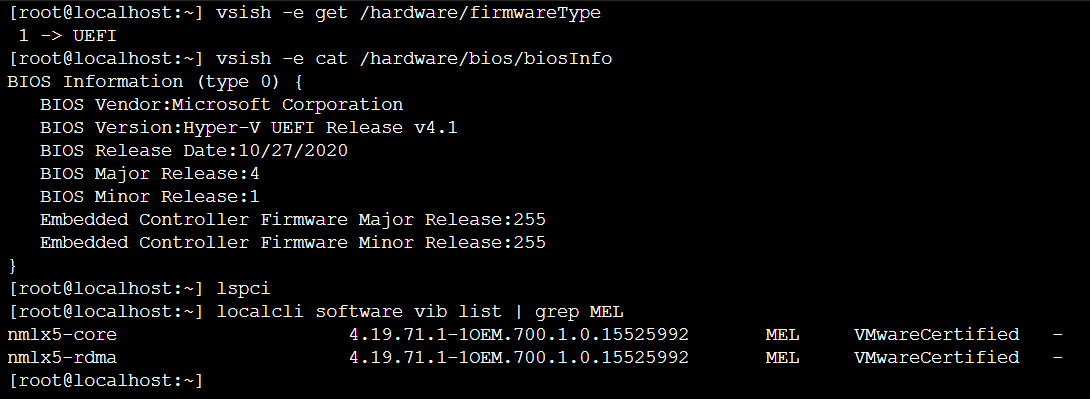 [root@localhost:~] vsish -e get /hardware/firmwareType
 1 -> UEFI
[root@localhost:~] vsish -e cat /hardware/bios/biosInfo
BIOS Information (type 0) {
   BIOS Vendor:Microsoft Corporation
   BIOS Version:Hyper-V UEFI Release v4.1
   BIOS Release Date:10/27/2020
   BIOS Major Release:4
   BIOS Minor Release:1
   Embedded Controller Firmware Major Release:255
   Embedded Controller Firmware Minor Release:255
}
[root@localhost:~] lspci
[root@localhost:~] localcli software vib list | grep MEL
nmlx5-core                     4.19.71.1-1OEM.700.1.0.15525992       MEL     VMwareCertified   -
nmlx5-rdma                     4.19.71.1-1OEM.700.1.0.15525992       MEL     VMwareCertified   -
[root@localhost:~]